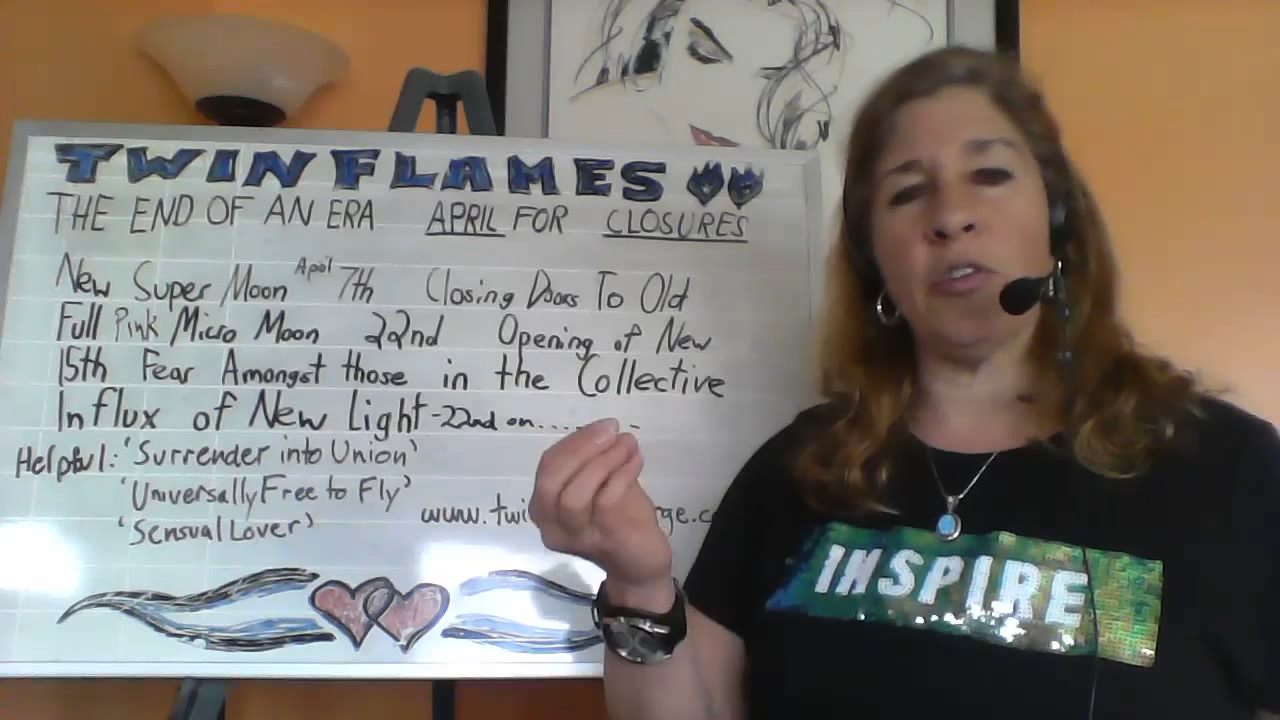 TWIN FLAMES
THE END OF AN ERA APRIL FOR CLOSURES
New Super Moon April 7th Closing Doors To Old
Full Pink Micro Moon 22nd Opening of New
15th Fear Amongst those in the Collective
Influx of New Light -22nd on....
Helpful: 'Surrender into Union'
'Universally Free to Fly'
'Sensual Lover'
INSPIRE